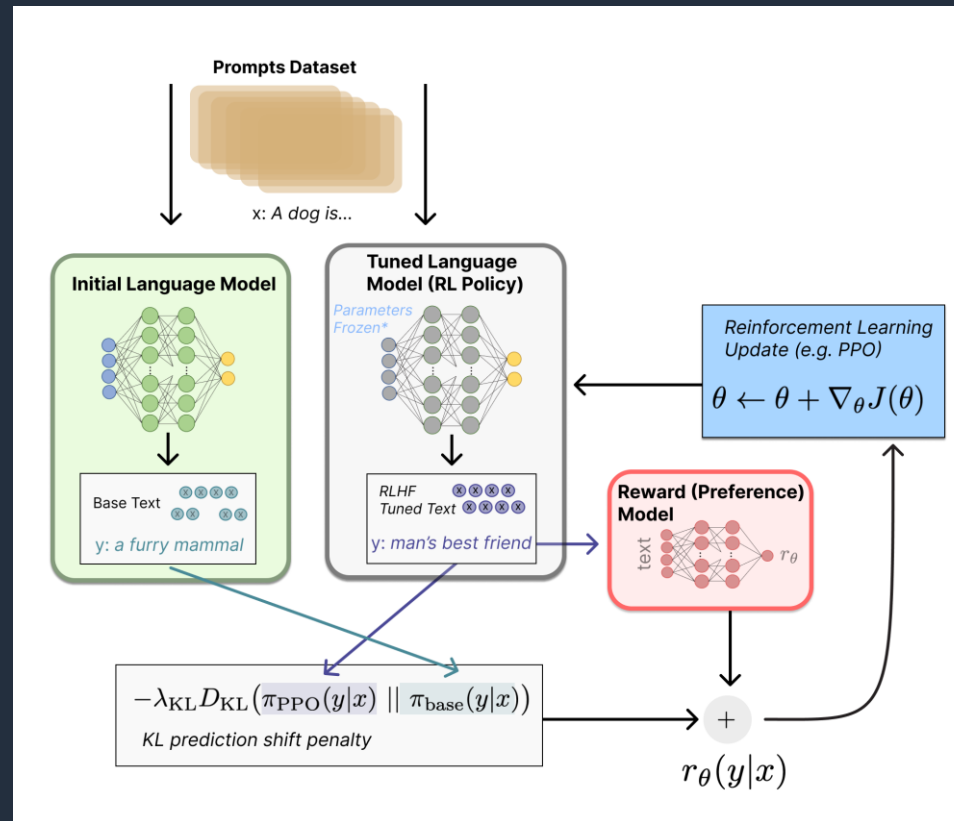 Prompts Dataset
x: A dog is...
Initial Language Model
Base Text
x x x x
x x x x
y: a furry mammal
Tuned Language
Model (RL Policy)
Parameters
Frozen*
RLHF
Tuned Text
x x x x
x x x x
y: man's best friend
Reinforcement Learning
Update (e.g. PPO)
θ ← θ + ∇θJ(θ)
Reward (Preference)
Model
text
rθ
−λKL DKL(πPPO(y|x) || πbase(y|x))
KL prediction shift penalty
+
rθ(y|x)